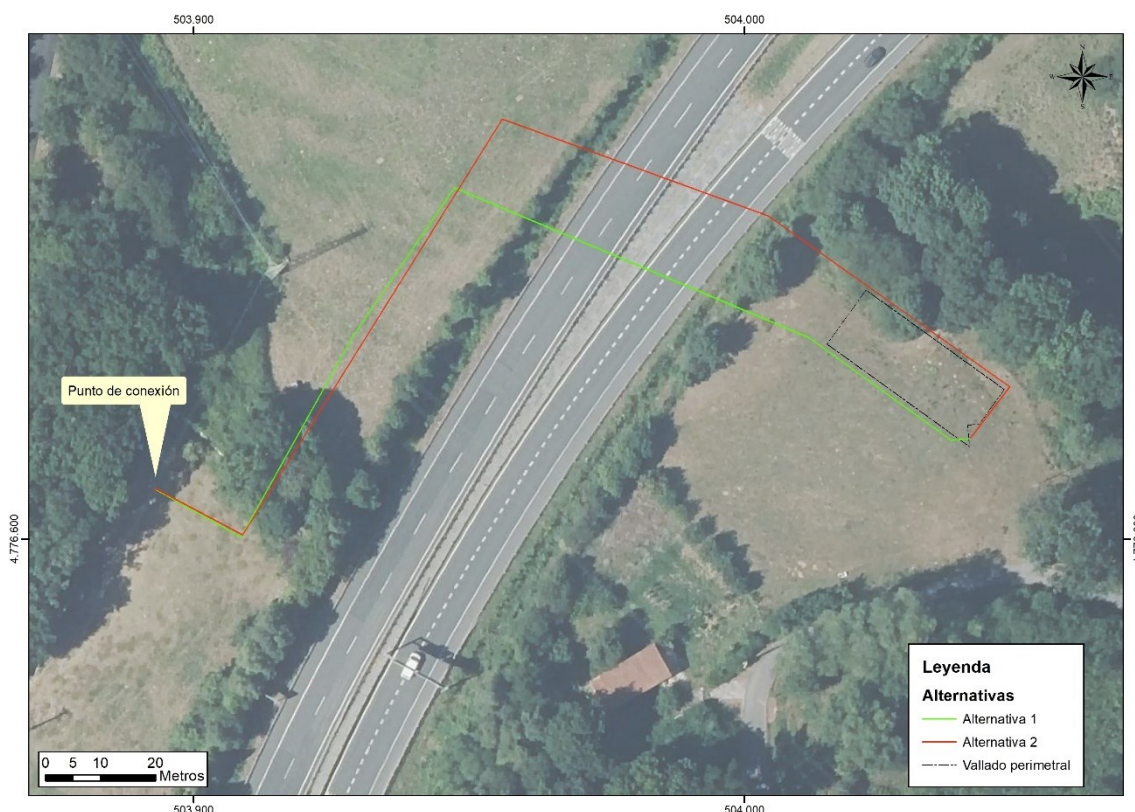 503.900
504.000
N
W
E
S
Punto de conexión
4.776.600
Leyenda
Alternativas
Alternativa 1
Alternativa 2
Vallado perimetral
0 5 10 20
Metros
503.900
504.000